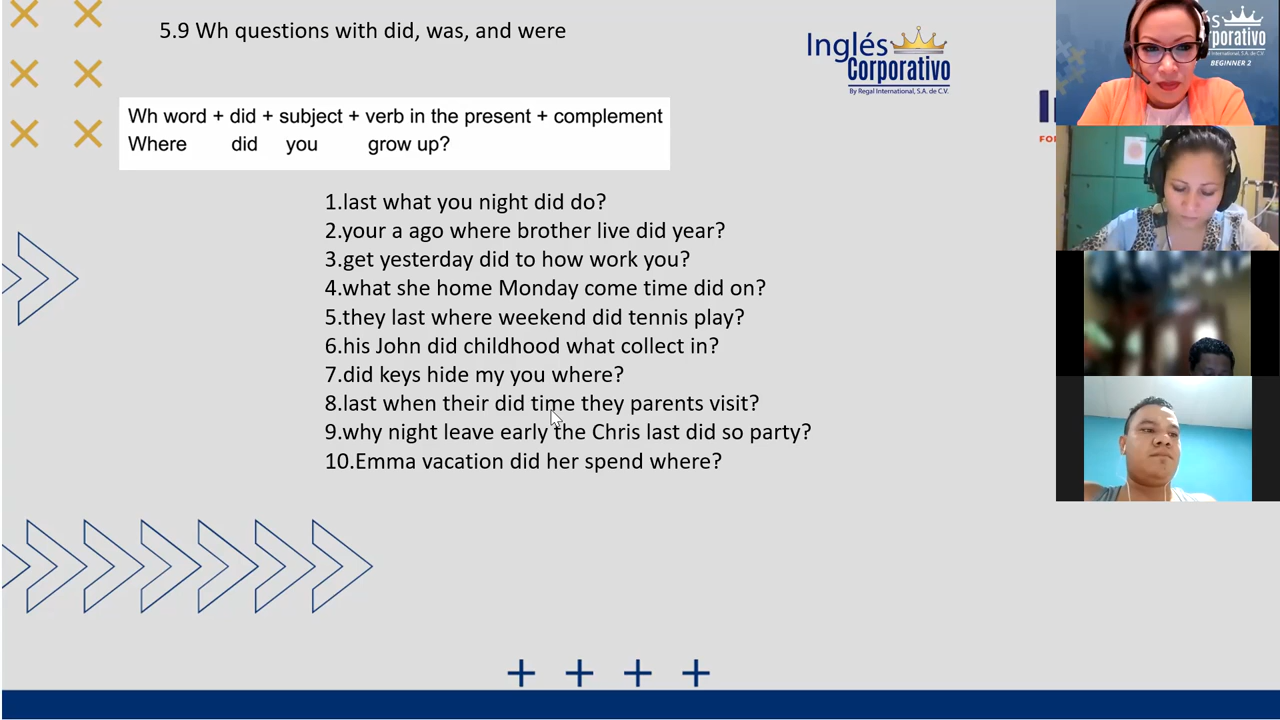 5.9 Wh questions with did, was, and were
Inglés
Corporativo
By Regal International, S.A. de C.V.
Wh word + did + subject + verb in the present + complement
Where did you grow up?
1.last what you night did do?
2.your a ago where brother live did year?
3.get yesterday did to how work you?
4.what she home Monday come time did on?
5.they last where weekend did tennis play?
6.his John did childhood what collect in?
7.did keys hide my you where?
8.last when their did time they parents visit?
9.why night leave early the Chris last did so party?
10.Emma vacation did her spend where?
BEGINNER 2